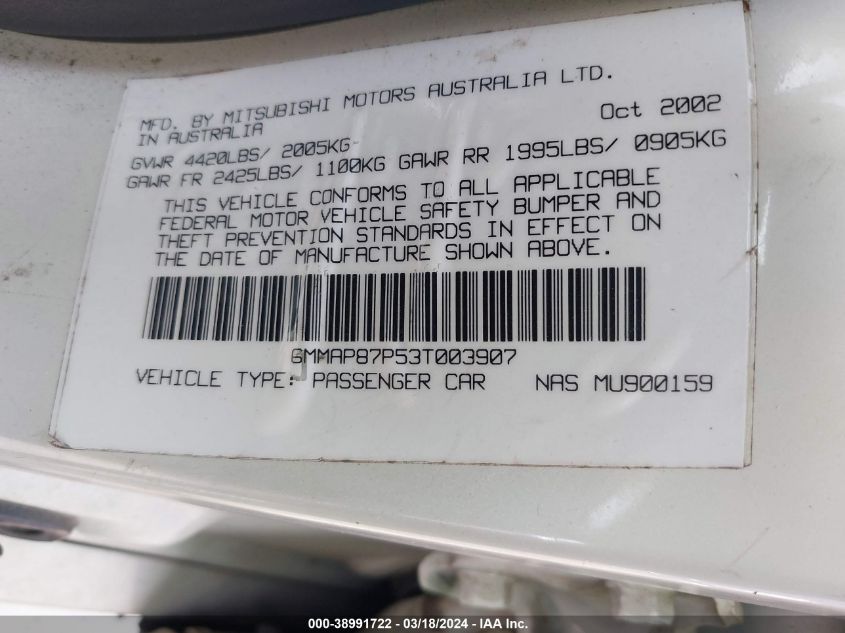 MFD. BY MITSUBISHI MOTORS AUSTRALIA LTD.
IN AUSTRALIA Oct 2002
GVWR 4420LBS/ 2005KG
GAWR FR 2425LBS/ 1100KG GAWR RR 1995LBS/ 0905KG
THIS VEHICLE CONFORMS TO ALL APPLICABLE
FEDERAL MOTOR VEHICLE SAFETY BUMPER AND
THEFT PREVENTION STANDARDS IN EFFECT ON
THE DATE OF MANUFACTURE SHOWN ABOVE.
6MMAP87P53T003907
VEHICLE TYPE: PASSENGER CAR NAS MU900159
000-38991722 - 03/18/2024 - IAA Inc.